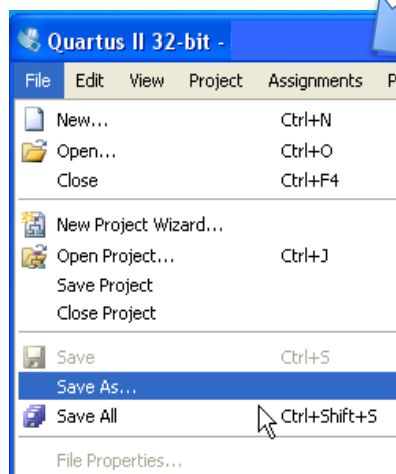 Quartus II 32-bit -
File Edit View Project Assignments P
New... Ctrl+N
Open... Ctrl+O
Close Ctrl+F4
New Project Wizard...
Open Project... Ctrl+J
Save Project
Close Project
Save Ctrl+S
Save As...
Save All Ctrl+Shift+S
File Properties...